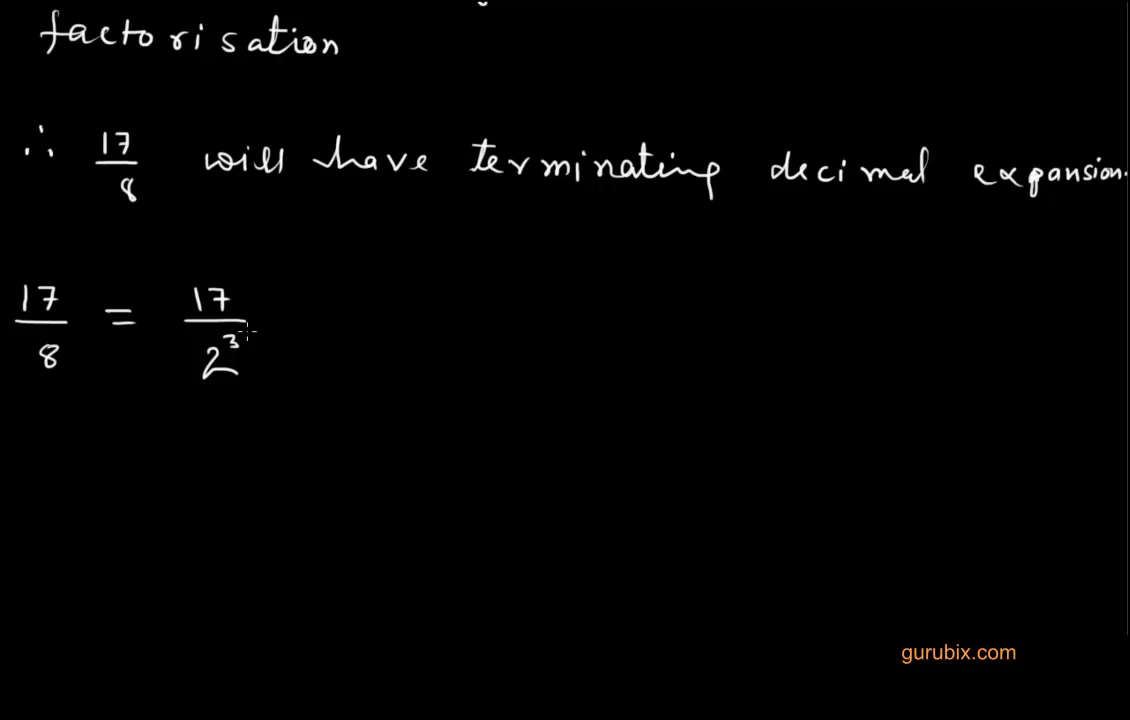 factorisation
∴ 17/8 will have terminating decimal expansion.
17/8 = 17/2³
gurubix.com